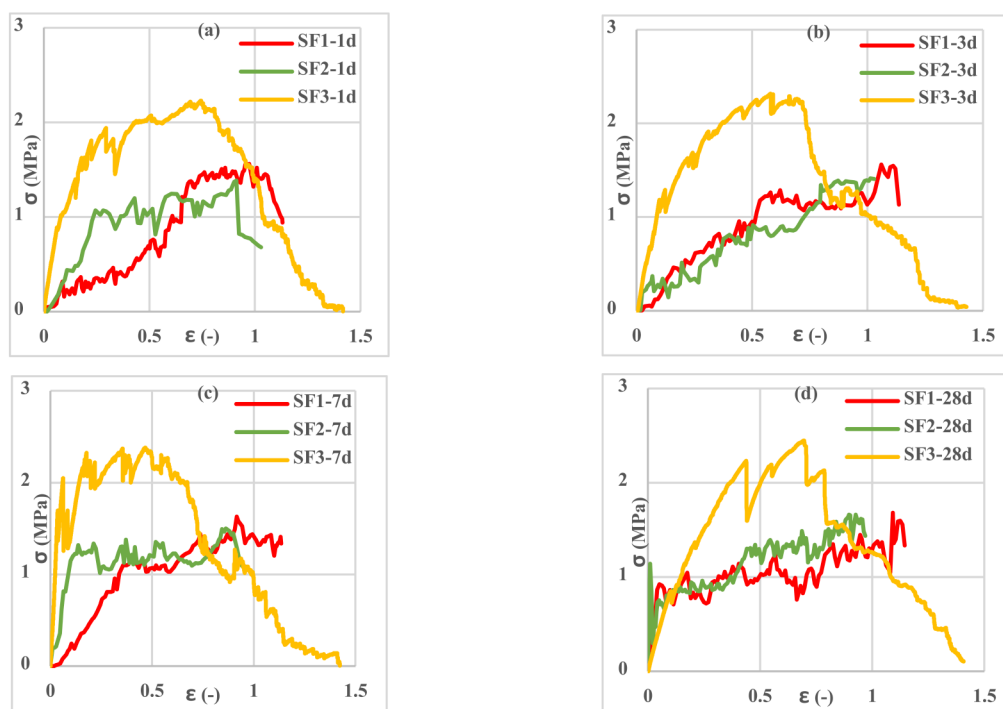 (a)
SF1-1d
SF2-1d
SF3-1d
3
2
1
0
σ (MPa)
0
0.5
1
1.5
ε (-)
(b)
SF1-3d
SF2-3d
SF3-3d
3
2
1
0
σ (MPa)
0
0.5
1
1.5
ε (-)
(c)
SF1-7d
SF2-7d
SF3-7d
3
2
1
0
σ (MPa)
0
0.5
1
1.5
ε (-)
(d)
SF1-28d
SF2-28d
SF3-28d
3
2
1
0
σ (MPa)
0
0.5
1
1.5
ε (-)